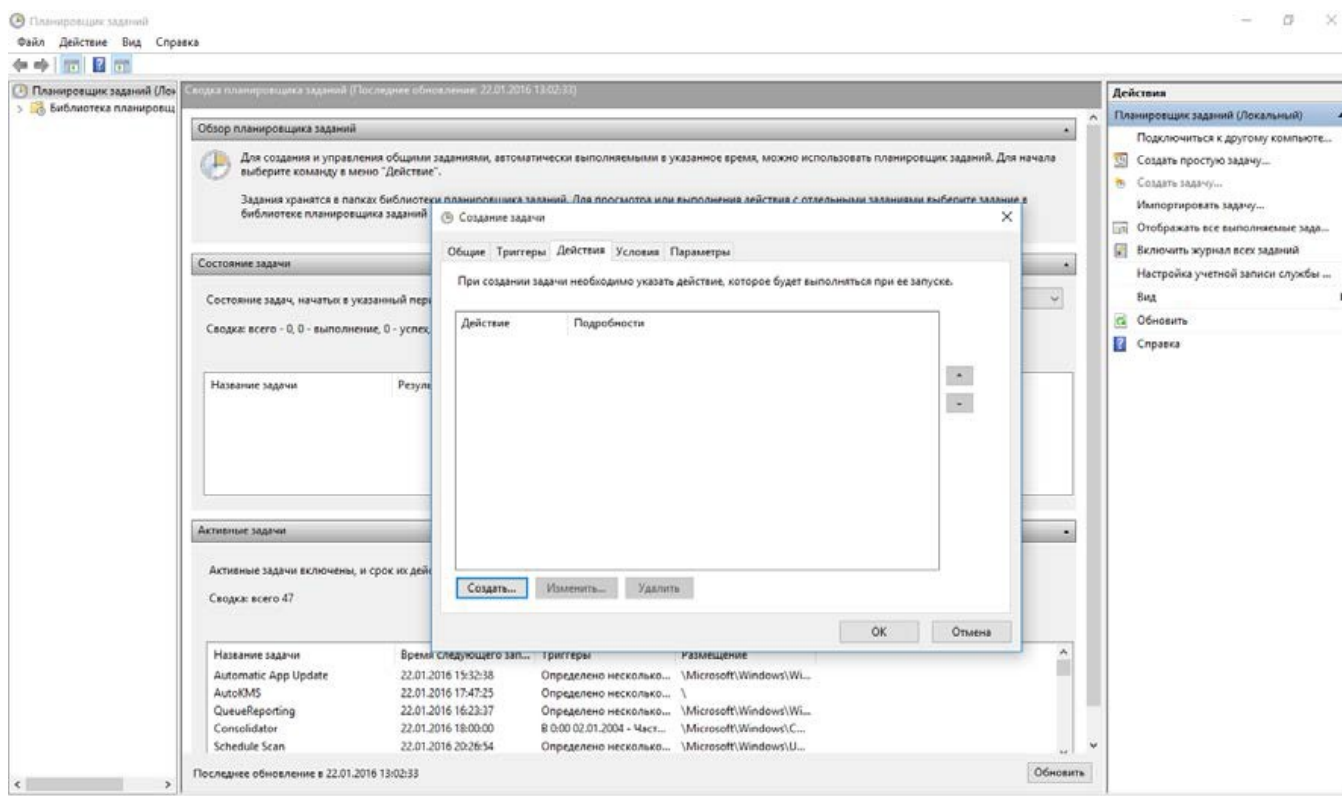 Планировщик заданий
Файл Действие Вид Справка
Планировщик заданий (Лок
Библиотека планировщ
Сводка планировщика заданий (Последнее обновление: 22.01.2016 13:02:33)
Обзор планировщика заданий
Для создания и управления общими заданиями, автоматически выполняемыми в указанное время, можно использовать планировщик заданий. Для начала
выберите команду в меню "Действие".
Задания хранятся в папках библиотеки планировщика заданий. Для просмотра или выполнения действия с отдельными заданиями выберите задание в
библиотеке планировщика заданий
Состояние задачи
Состояние задач, начатых в указанный пери
Сводка: всего - 0, 0 - выполнение, 0 - успех,
Название задачи Резуль
Активные задачи
Активные задачи включены, и срок их дейс
Сводка: всего 47
Название задачи Время следующего зап... Триггеры Размещение
Automatic App Update 22.01.2016 15:32:38 Определено несколько... \Microsoft\Windows\Wi...
AutoKMS 22.01.2016 17:47:25 Определено несколько... \
QueueReporting 22.01.2016 16:23:37 Определено несколько... \Microsoft\Windows\Wi...
Consolidator 22.01.2016 18:00:00 В 0:00 02.01.2004 - Част... \Microsoft\Windows\C...
Schedule Scan 22.01.2016 20:26:54 Определено несколько... \Microsoft\Windows\U...
Последнее обновление в 22.01.2016 13:02:33 Обновить
Создание задачи
Общие Триггеры Действия Условия Параметры
При создании задачи необходимо указать действие, которое будет выполняться при ее запуске.
Действие Подробности
Создать... Изменить... Удалить
ОК Отмена
Действия
Планировщик заданий (Локальный)
Подключиться к другому компьюте...
Создать простую задачу...
Создать задачу...
Импортировать задачу...
Отображать все выполняемые зада...
Включить журнал всех заданий
Настройка учетной записи службы ...
Вид
Обновить
Справка